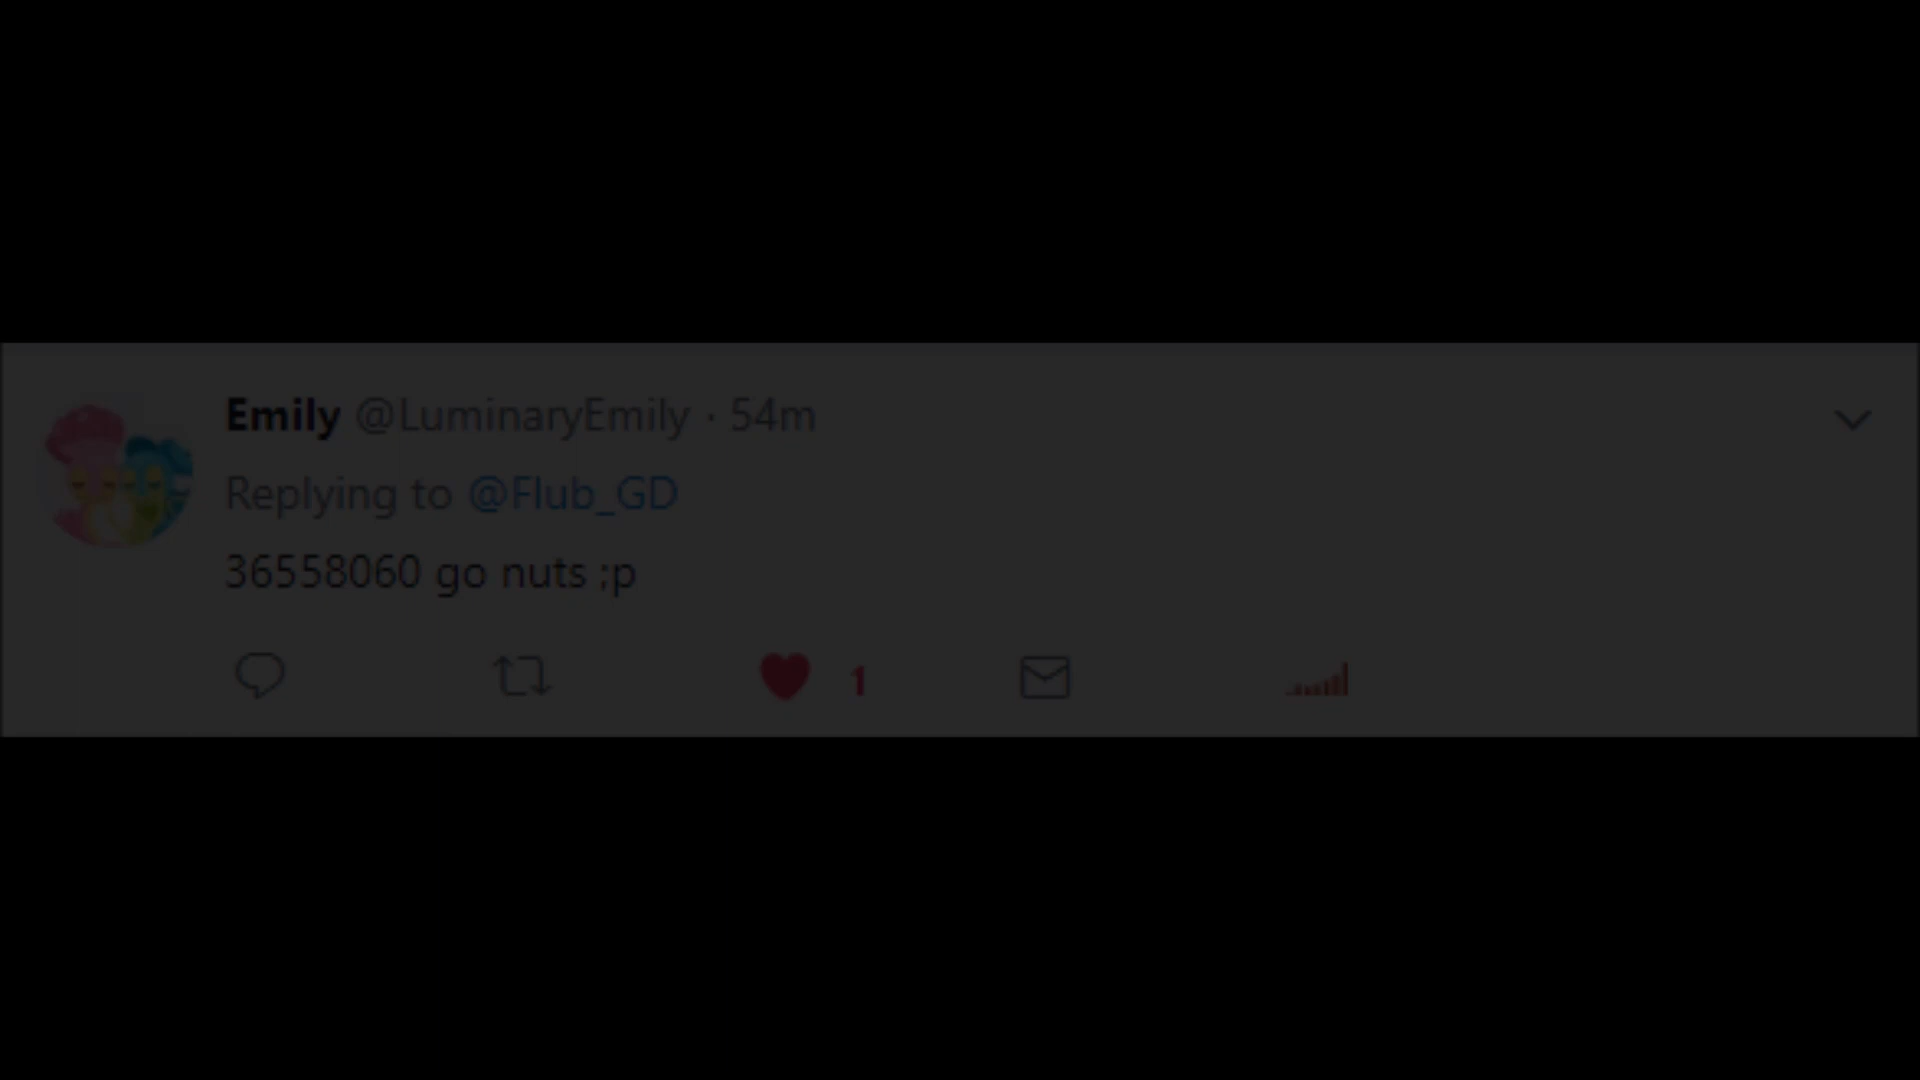 Emily @LuminaryEmily · 54m
Replying to @Flub_GD
36558060 go nuts ;p
1